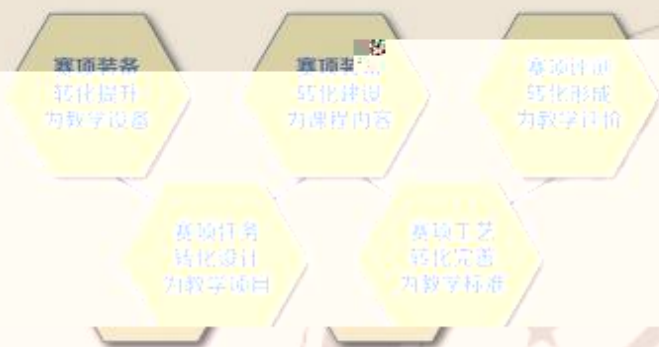 赛项装备
转化提升
为教学设备
赛项
转化建设
为课程内容
赛项评测
转化形成
为教学评价
赛项任务
转化设计
为教学项目
赛项工艺
转化完善
为教学标准